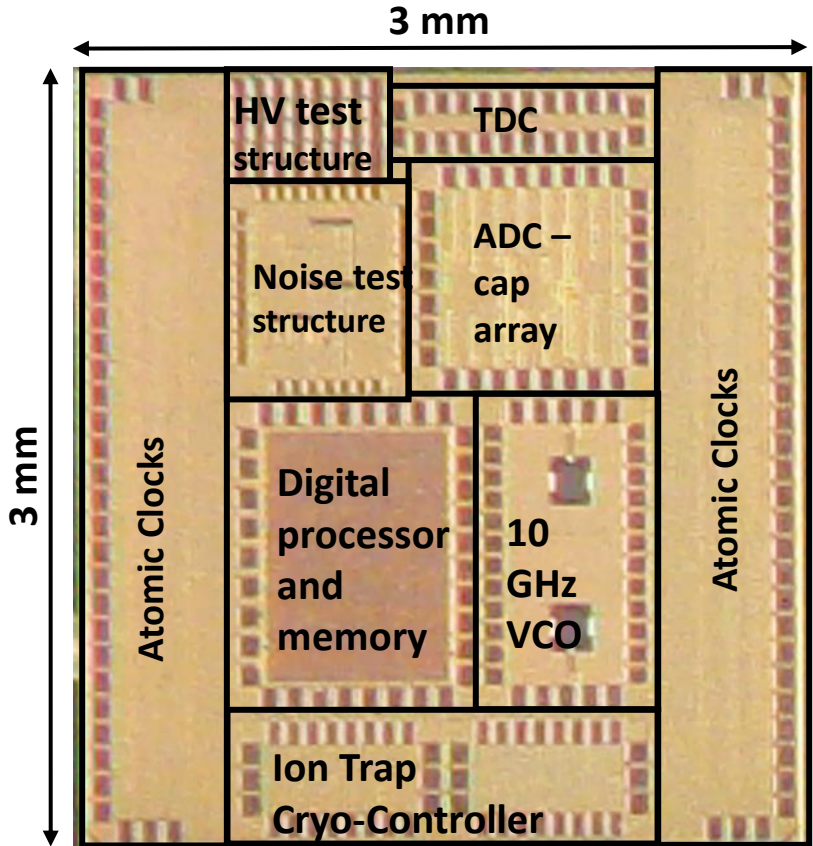 3 mm
3 mm
HV test
structure
TDC
Noise test
structure
ADC –
cap
array
Atomic Clocks
Atomic Clocks
Digital
processor
and
memory
10
GHz
VCO
Ion Trap
Cryo-Controller